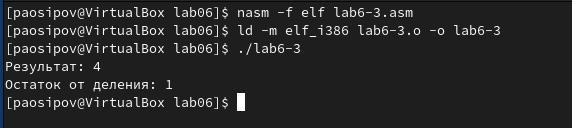 [paosipov@VirtualBox lab06]$ nasm -f elf lab6-3.asm
[paosipov@VirtualBox lab06]$ ld -m elf_i386 lab6-3.o -o lab6-3
[paosipov@VirtualBox lab06]$ ./lab6-3
Результат: 4
Остаток от деления: 1
[paosipov@VirtualBox lab06]$